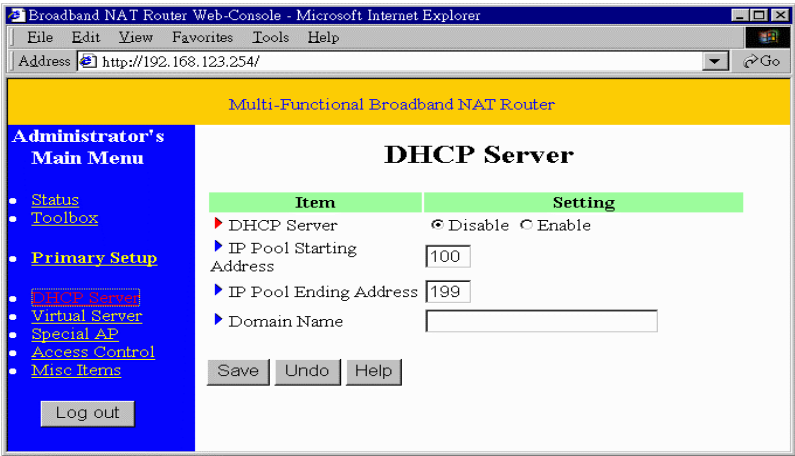 Broadband NAT Router Web-Console - Microsoft Internet Explorer
File Edit View Favorites Tools Help
Address http://192.168.123.254/ Go
Multi-Functional Broadband NAT Router
Administrator's
Main Menu
Status
Toolbox
Primary Setup
DHCP Server
Virtual Server
Special AP
Access Control
Misc Items
Log out
DHCP Server
Item Setting
DHCP Server Disable Enable
IP Pool Starting
Address 100
IP Pool Ending Address 199
Domain Name
Save Undo Help